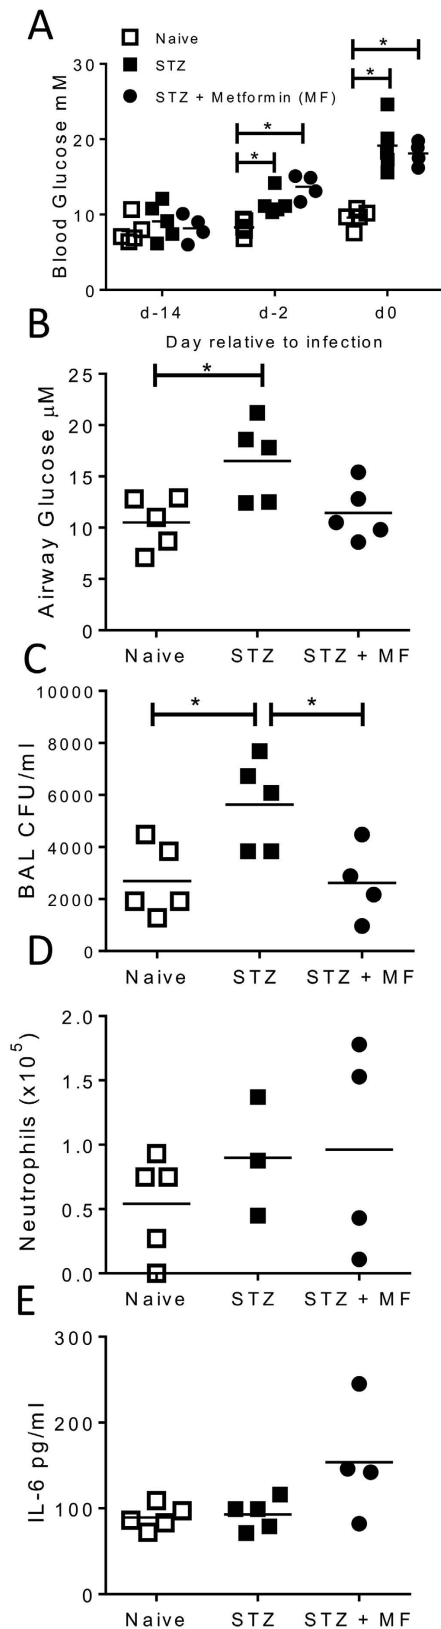 A
Naive
STZ
STZ + Metformin (MF)
* *
* *
* *
Blood Glucose mM
30
20
10
0
d-14 d-2 d0
Day relative to infection
B
*
Airway Glucose μM
25
20
15
10
5
0
Naive STZ STZ + MF
C
* *
BAL CFU/ml
10000
8000
6000
4000
2000
0
Naive STZ STZ + MF
D
Neutrophils (x10^5)
2.0
1.5
1.0
0.5
0.0
Naive STZ STZ + MF
E
IL-6 pg/ml
300
200
100
0
Naive STZ STZ + MF